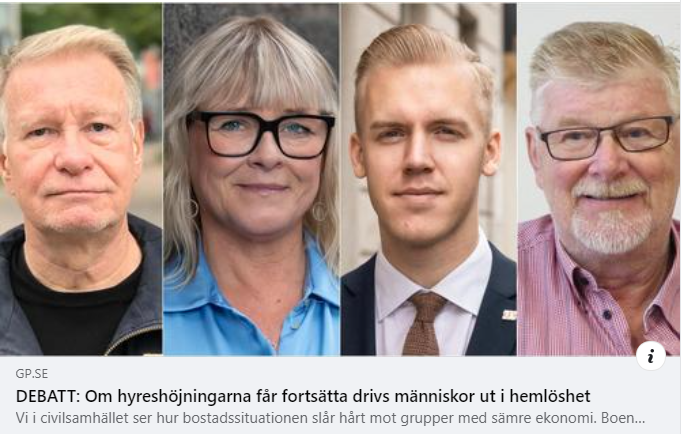 GP.SE
DEBATT: Om hyreshöjningarna får fortsätta drivs människor ut i hemlöshet
Vi i civilsamhället ser hur bostadssituationen slår hårt mot grupper med sämre ekonomi. Boen...